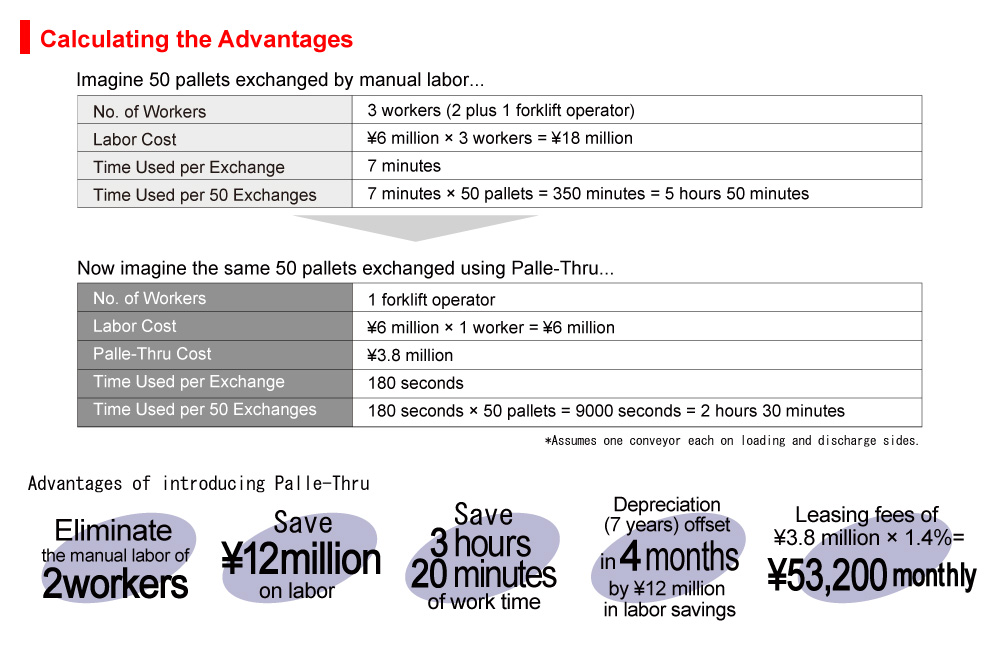 Calculating the Advantages
Imagine 50 pallets exchanged by manual labor...
No. of Workers 3 workers (2 plus 1 forklift operator)
Labor Cost ¥6 million × 3 workers = ¥18 million
Time Used per Exchange 7 minutes
Time Used per 50 Exchanges 7 minutes × 50 pallets = 350 minutes = 5 hours 50 minutes
Now imagine the same 50 pallets exchanged using Palle-Thru...
No. of Workers 1 forklift operator
Labor Cost ¥6 million × 1 worker = ¥6 million
Palle-Thru Cost ¥3.8 million
Time Used per Exchange 180 seconds
Time Used per 50 Exchanges 180 seconds × 50 pallets = 9000 seconds = 2 hours 30 minutes
*Assumes one conveyor each on loading and discharge sides.
Advantages of introducing Palle-Thru
Eliminate
the manual labor of
2workers
Save
¥12million
on labor
Save
3 hours
20 minutes
of work time
Depreciation
(7 years) offset
in 4 months
by ¥12 million
in labor savings
Leasing fees of
¥3.8 million × 1.4%=
¥53,200 monthly